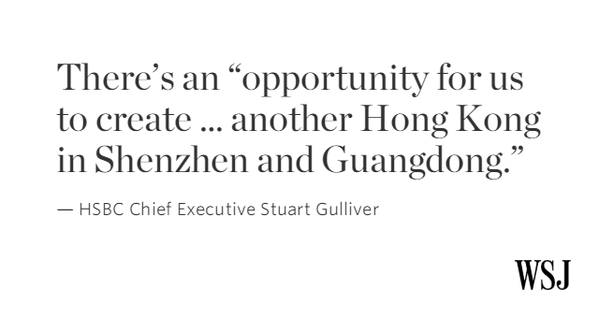 There’s an “opportunity for us
to create ... another Hong Kong
in Shenzhen and Guangdong.”
— HSBC Chief Executive Stuart Gulliver
WSJ